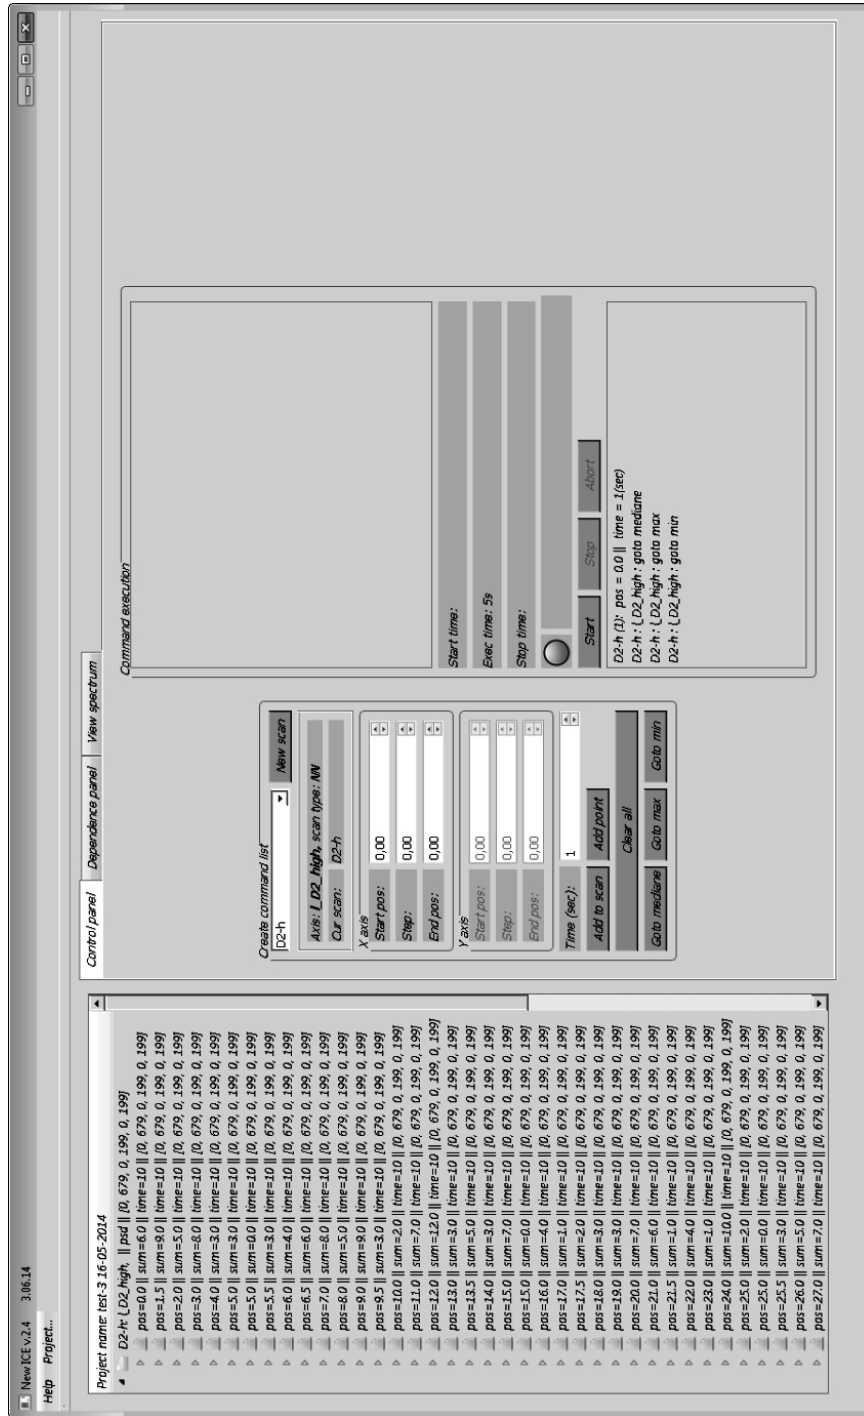 New ICE v.2.4 3.06.14
Help Project...
Project name: test-3 16-05-2014
D2-h: l_D2_high, || psd || [0, 679, 0, 199, 0, 199]
pos=0.0 || sum=6.0 || time=10 || [0, 679, 0, 199, 0, 199]
pos=1.5 || sum=9.0 || time=10 || [0, 679, 0, 199, 0, 199]
pos=2.0 || sum=5.0 || time=10 || [0, 679, 0, 199, 0, 199]
pos=3.0 || sum=8.0 || time=10 || [0, 679, 0, 199, 0, 199]
pos=4.0 || sum=3.0 || time=10 || [0, 679, 0, 199, 0, 199]
pos=5.0 || sum=3.0 || time=10 || [0, 679, 0, 199, 0, 199]
pos=5.0 || sum=0.0 || time=10 || [0, 679, 0, 199, 0, 199]
pos=5.5 || sum=3.0 || time=10 || [0, 679, 0, 199, 0, 199]
pos=6.0 || sum=4.0 || time=10 || [0, 679, 0, 199, 0, 199]
pos=6.5 || sum=6.0 || time=10 || [0, 679, 0, 199, 0, 199]
pos=7.0 || sum=8.0 || time=10 || [0, 679, 0, 199, 0, 199]
pos=8.0 || sum=5.0 || time=10 || [0, 679, 0, 199, 0, 199]
pos=9.0 || sum=9.0 || time=10 || [0, 679, 0, 199, 0, 199]
pos=9.5 || sum=3.0 || time=10 || [0, 679, 0, 199, 0, 199]
pos=10.0 || sum=2.0 || time=10 || [0, 679, 0, 199, 0, 199]
pos=11.0 || sum=7.0 || time=10 || [0, 679, 0, 199, 0, 199]
pos=12.0 || sum=12.0 || time=10 || [0, 679, 0, 199, 0, 199]
pos=13.0 || sum=3.0 || time=10 || [0, 679, 0, 199, 0, 199]
pos=13.5 || sum=5.0 || time=10 || [0, 679, 0, 199, 0, 199]
pos=14.0 || sum=3.0 || time=10 || [0, 679, 0, 199, 0, 199]
pos=15.0 || sum=7.0 || time=10 || [0, 679, 0, 199, 0, 199]
pos=15.0 || sum=0.0 || time=10 || [0, 679, 0, 199, 0, 199]
pos=16.0 || sum=4.0 || time=10 || [0, 679, 0, 199, 0, 199]
pos=17.0 || sum=1.0 || time=10 || [0, 679, 0, 199, 0, 199]
pos=17.5 || sum=2.0 || time=10 || [0, 679, 0, 199, 0, 199]
pos=18.0 || sum=3.0 || time=10 || [0, 679, 0, 199, 0, 199]
pos=19.0 || sum=3.0 || time=10 || [0, 679, 0, 199, 0, 199]
pos=20.0 || sum=7.0 || time=10 || [0, 679, 0, 199, 0, 199]
pos=21.0 || sum=6.0 || time=10 || [0, 679, 0, 199, 0, 199]
pos=21.5 || sum=1.0 || time=10 || [0, 679, 0, 199, 0, 199]
pos=22.0 || sum=4.0 || time=10 || [0, 679, 0, 199, 0, 199]
pos=23.0 || sum=1.0 || time=10 || [0, 679, 0, 199, 0, 199]
pos=24.0 || sum=10.0 || time=10 || [0, 679, 0, 199, 0, 199]
pos=25.0 || sum=2.0 || time=10 || [0, 679, 0, 199, 0, 199]
pos=25.0 || sum=0.0 || time=10 || [0, 679, 0, 199, 0, 199]
pos=25.5 || sum=3.0 || time=10 || [0, 679, 0, 199, 0, 199]
pos=26.0 || sum=5.0 || time=10 || [0, 679, 0, 199, 0, 199]
pos=27.0 || sum=7.0 || time=10 || [0, 679, 0, 199, 0, 199]
Control panel Dependence panel View spectrum
Create command list
D2-h New scan
Axis: l_D2_high, scan type: NN
Cur scan: D2-h
X axis
Start pos: 0,00
Step: 0,00
End pos: 0,00
Y axis
Start pos: 0,00
Step: 0,00
End pos: 0,00
Time (sec): 1
Add to scan Add point
Clear all
Goto mediane Goto max Goto min
Command execution
Start time:
Exec time: 5s
Stop time:
Start Stop Abort
D2-h (1): pos = 0.0 || time = 1(sec)
D2-h : l_D2_high : goto mediane
D2-h : l_D2_high : goto max
D2-h : l_D2_high : goto min